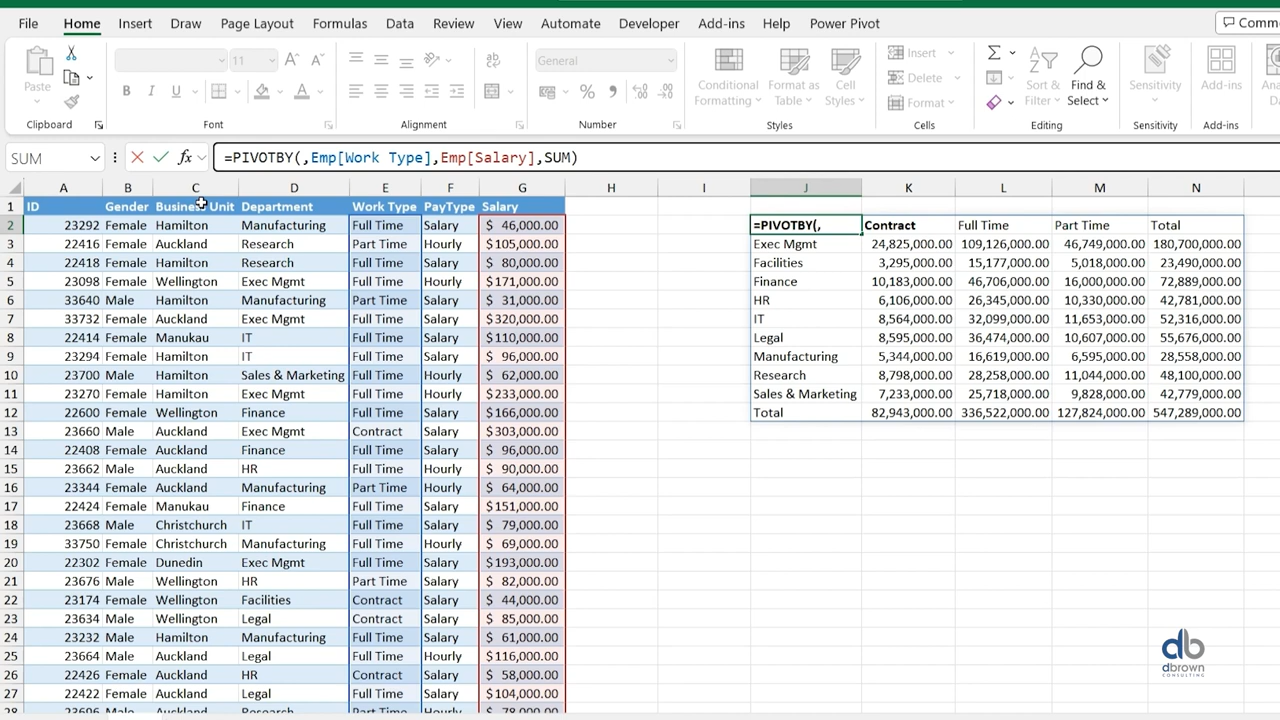 File Home Insert Draw Page Layout Formulas Data Review View Automate Developer Add-ins Help Power Pivot
11 General Insert
Paste B I U Conditional Formatting Format as Table Cell Styles Delete Format Sort & Filter Find & Select Sensitivity Add-ins
Clipboard Font Alignment Number Styles Cells Editing Sensitivity Add-ins
SUM fx =PIVOTBY(,Emp[Work Type],Emp[Salary],SUM)
A B C D E F G H I J K L M N
1 ID Gender Business Unit Department Work Type PayType Salary
2 23292 Female Hamilton Manufacturing Full Time Salary $ 46,000.00 =PIVOTBY(, Contract Full Time Part Time Total
3 22416 Female Auckland Research Part Time Hourly $105,000.00 Exec Mgmt 24,825,000.00 109,126,000.00 46,749,000.00 180,700,000.00
4 22418 Female Hamilton Research Full Time Salary $ 80,000.00 Facilities 3,295,000.00 15,177,000.00 5,018,000.00 23,490,000.00
5 23098 Female Wellington Exec Mgmt Full Time Hourly $171,000.00 Finance 10,183,000.00 46,706,000.00 16,000,000.00 72,889,000.00
6 33640 Male Hamilton Manufacturing Part Time Salary $ 31,000.00 HR 6,106,000.00 26,345,000.00 10,330,000.00 42,781,000.00
7 33732 Female Auckland Exec Mgmt Full Time Salary $320,000.00 IT 8,564,000.00 32,099,000.00 11,653,000.00 52,316,000.00
8 22414 Female Manukau IT Full Time Salary $110,000.00 Legal 8,595,000.00 36,474,000.00 10,607,000.00 55,676,000.00
9 23294 Female Hamilton IT Full Time Salary $ 96,000.00 Manufacturing 5,344,000.00 16,619,000.00 6,595,000.00 28,558,000.00
10 23700 Male Hamilton Sales & Marketing Full Time Hourly $ 62,000.00 Research 8,798,000.00 28,258,000.00 11,044,000.00 48,100,000.00
11 23270 Female Hamilton Exec Mgmt Full Time Hourly $233,000.00 Sales & Marketing 7,233,000.00 25,718,000.00 9,828,000.00 42,779,000.00
12 22600 Female Wellington Finance Full Time Hourly $166,000.00 Total 82,943,000.00 336,522,000.00 127,824,000.00 547,289,000.00
13 23660 Male Auckland Exec Mgmt Contract Salary $303,000.00
14 22408 Female Auckland Finance Full Time Salary $ 96,000.00
15 23662 Male Auckland HR Full Time Hourly $ 90,000.00
16 23344 Female Auckland Manufacturing Part Time Hourly $ 64,000.00
17 22424 Female Manukau Finance Full Time Hourly $151,000.00
18 23668 Male Christchurch IT Full Time Salary $ 79,000.00
19 33750 Female Christchurch Manufacturing Full Time Hourly $ 69,000.00
20 22302 Female Dunedin Exec Mgmt Full Time Salary $193,000.00
21 23676 Male Wellington HR Part Time Salary $ 82,000.00
22 23174 Female Wellington Facilities Contract Salary $ 44,000.00
23 23634 Male Wellington Legal Contract Salary $ 85,000.00
24 23232 Male Hamilton Manufacturing Full Time Salary $ 61,000.00
25 23664 Male Auckland Legal Full Time Hourly $116,000.00
26 22426 Female Auckland HR Contract Salary $ 58,000.00
27 22422 Female Auckland Legal Full Time Salary $104,000.00
28 23696 Male Auckland Research Part Time Hourly $ 78,000.00
db
dbrown
CONSULTING